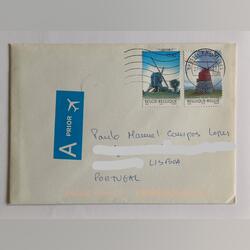 BELGIE·BELGIQUE BELGIE·BELGIQUE
A PRIOR
Paulo Manuel Campos Lopes
LISBOA
PORTUGAL